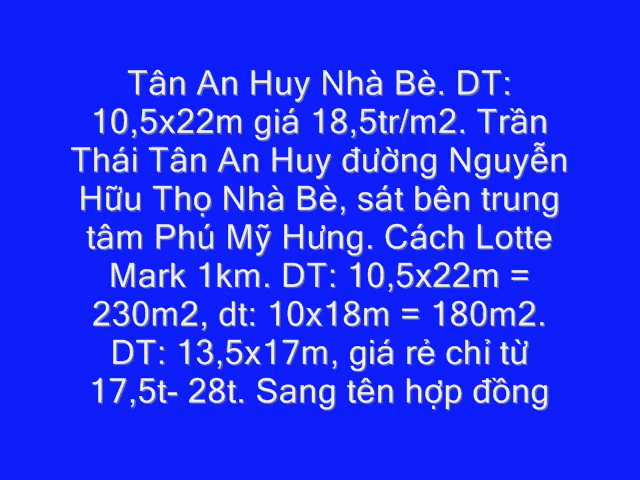 Tân An Huy Nhà Bè. DT:
10,5x22m giá 18,5tr/m2. Trần
Thái Tân An Huy đường Nguyễn
Hữu Thọ Nhà Bè, sát bên trung
tâm Phú Mỹ Hưng. Cách Lotte
Mark 1km. DT: 10,5x22m =
230m2, dt: 10x18m = 180m2.
DT: 13,5x17m, giá rẻ chỉ từ
17,5t- 28t. Sang tên hợp đồng